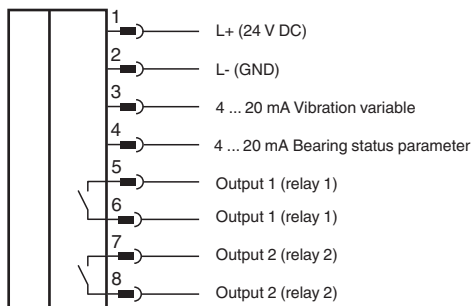 1 L+ (24 V DC)
2 L- (GND)
3 4 ... 20 mA Vibration variable
4 4 ... 20 mA Bearing status parameter
5 Output 1 (relay 1)
6 Output 1 (relay 1)
7 Output 2 (relay 2)
8 Output 2 (relay 2)